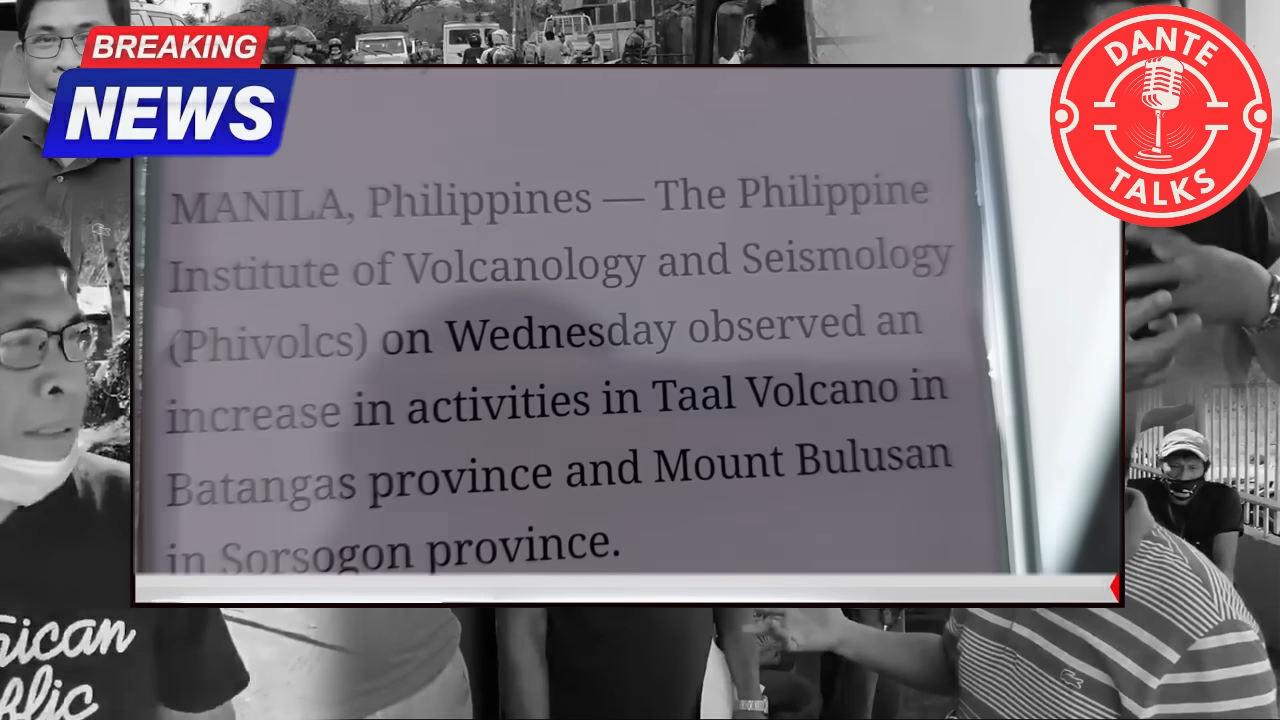 BREAKING
NEWS
DANTE
TALKS
MANILA, Philippines — The Philippine
Institute of Volcanology and Seismology
(Phivolcs) on Wednesday observed an
increase in activities in Taal Volcano in
Batangas province and Mount Bulusan
in Sorsogon province.